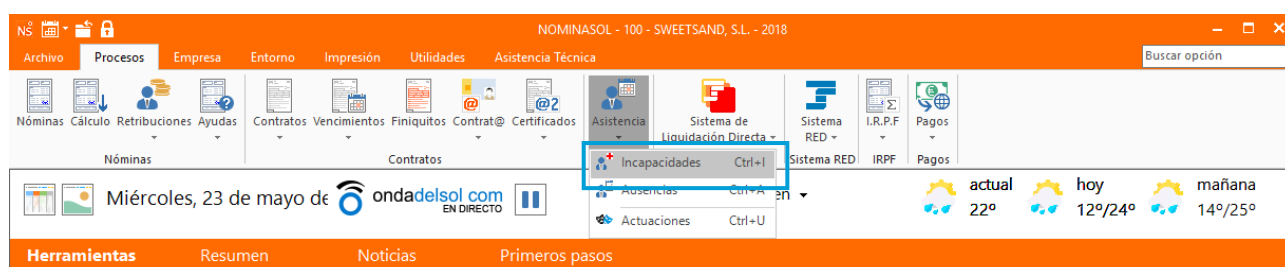 NS
NOMINASOL - 100 - SWEETSAND, S.L. - 2018
Archivo Procesos Empresa Entorno Impresión Utilidades Asistencia Técnica Buscar opción
Nóminas Cálculo Retribuciones Ayudas Contratos Vencimientos Finiquitos Contrat@ Certificados Asistencia Sistema de Liquidación Directa Sistema RED I.R.P.F Pagos
Nóminas Contratos Sistema RED IRPF Pagos
Incapacidades Ctrl+I
Ausencias Ctrl+A
Actuaciones Ctrl+U
Miércoles, 23 de mayo de
ondadelsol com
EN DIRECTO
en
actual hoy mañana
22º 12º/24º 14º/25º
Herramientas Resumen Noticias Primeros pasos